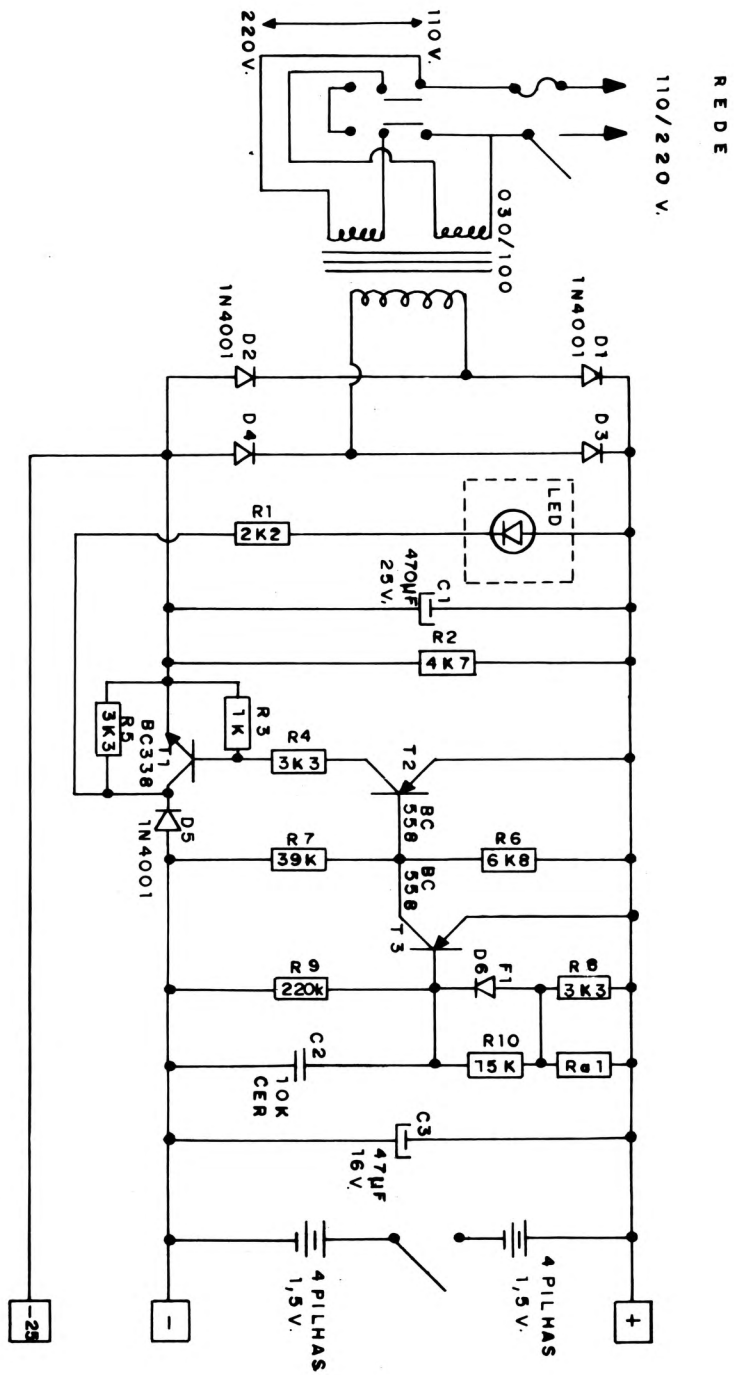 REDE
110/220 V.
110V.
220V.
030/100
D1
1N4001
D2
1N4001
D3
D4
LED
R1
2K2
C1
470µF
25V.
R2
4K7
R3
1K
R5
3K3
T1
BC338
R4
3K3
T2
BC
558
D5
1N4001
R7
39K
R6
6K8
BC
558
T3
R9
220k
D6
F1
R8
3K3
R10
15K
Ra1
C2
10K
CER
C3
47µF
16V.
4 PILHAS
1,5V.
4 PILHAS
1,5V.
+
-
-25